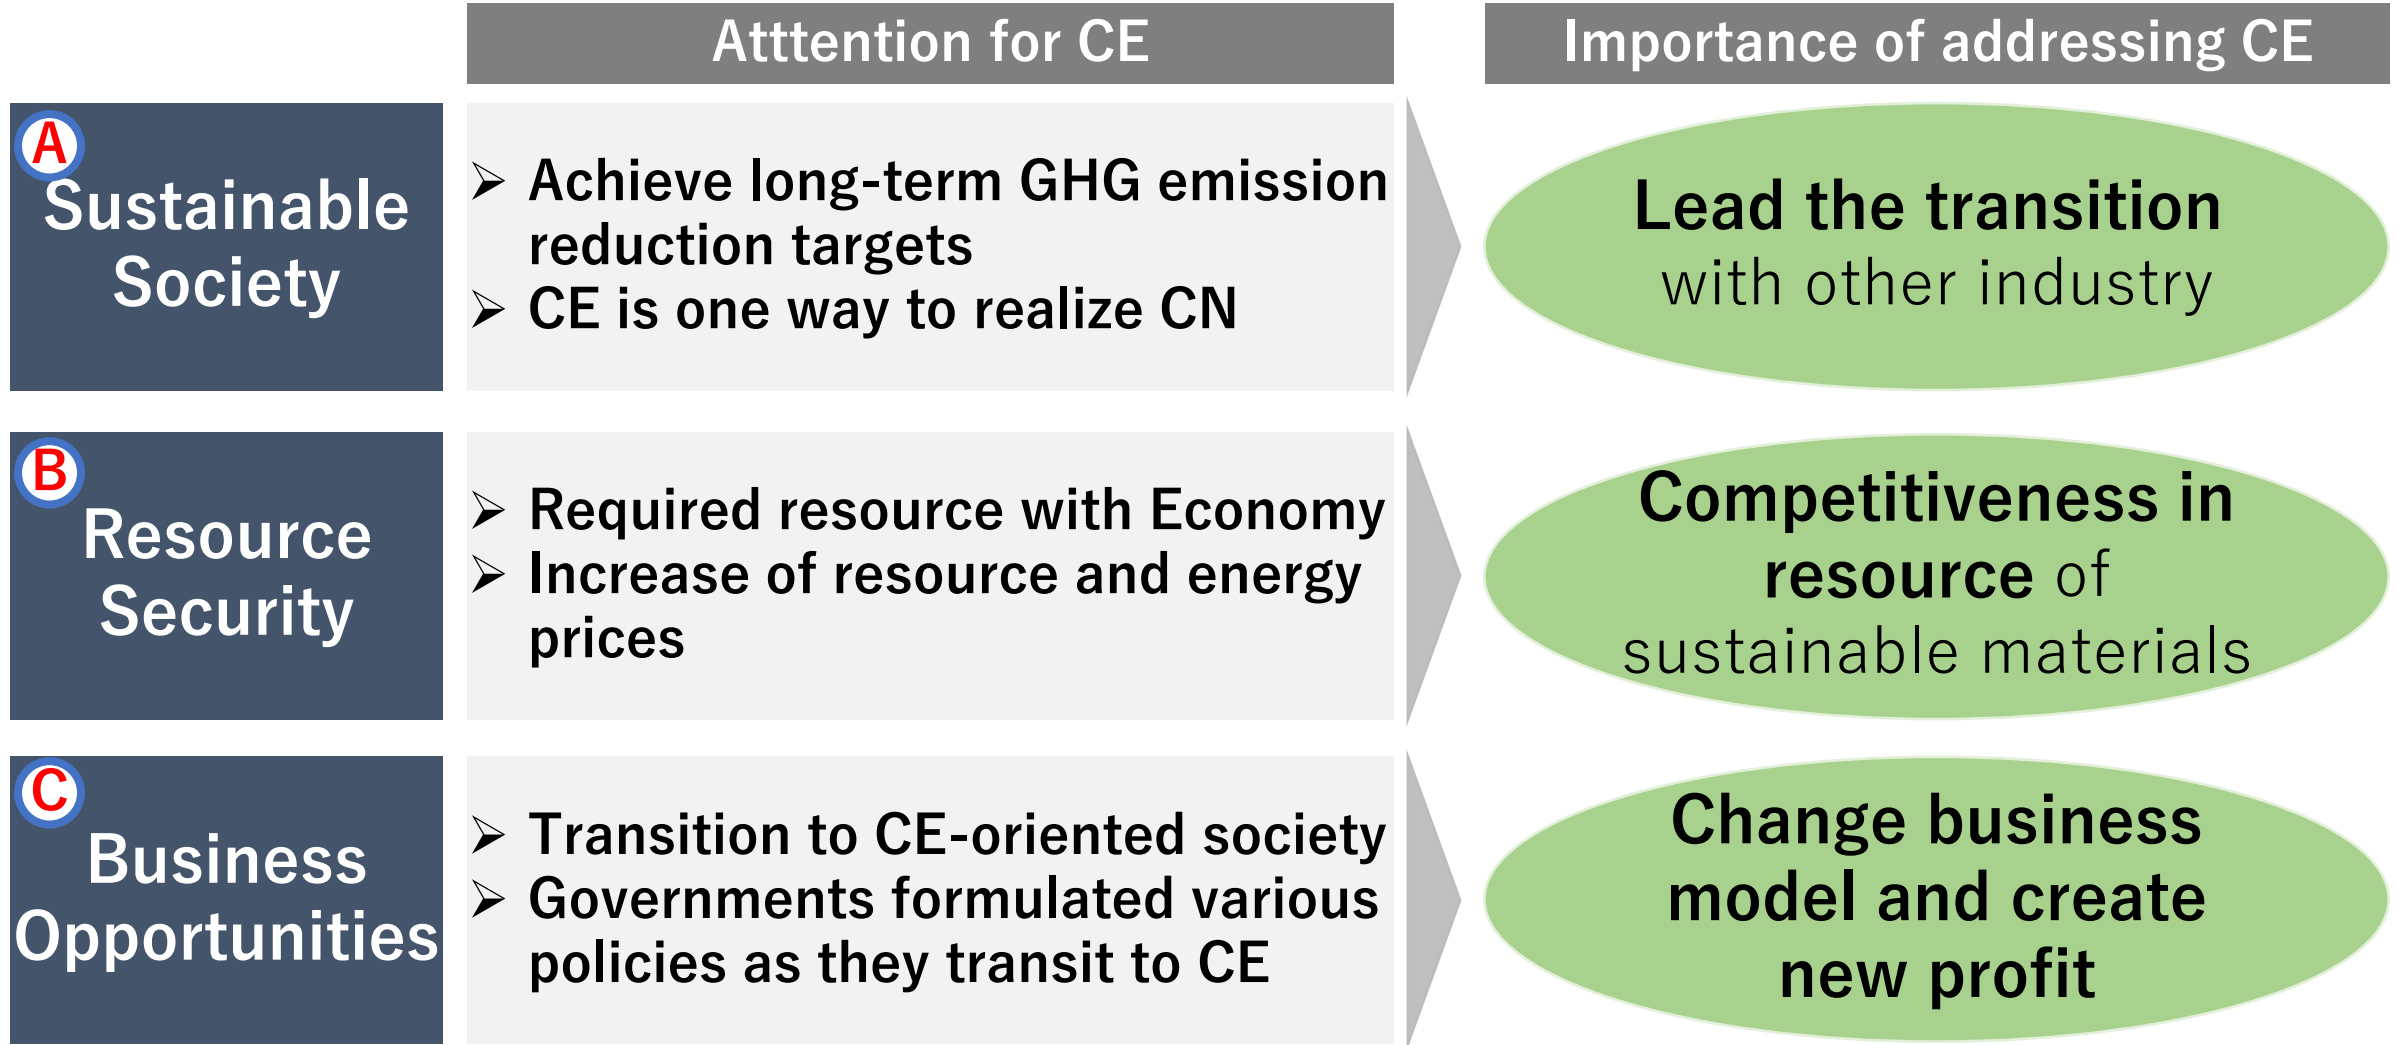 Atttention for CE
Importance of addressing CE
A
Sustainable
Society
➢ Achieve long-term GHG emission
reduction targets
➢ CE is one way to realize CN
Lead the transition
with other industry
B
Resource
Security
➢ Required resource with Economy
➢ Increase of resource and energy
prices
Competitiveness in
resource of
sustainable materials
C
Business
Opportunities
➢ Transition to CE-oriented society
➢ Governments formulated various
policies as they transit to CE
Change business
model and create
new profit